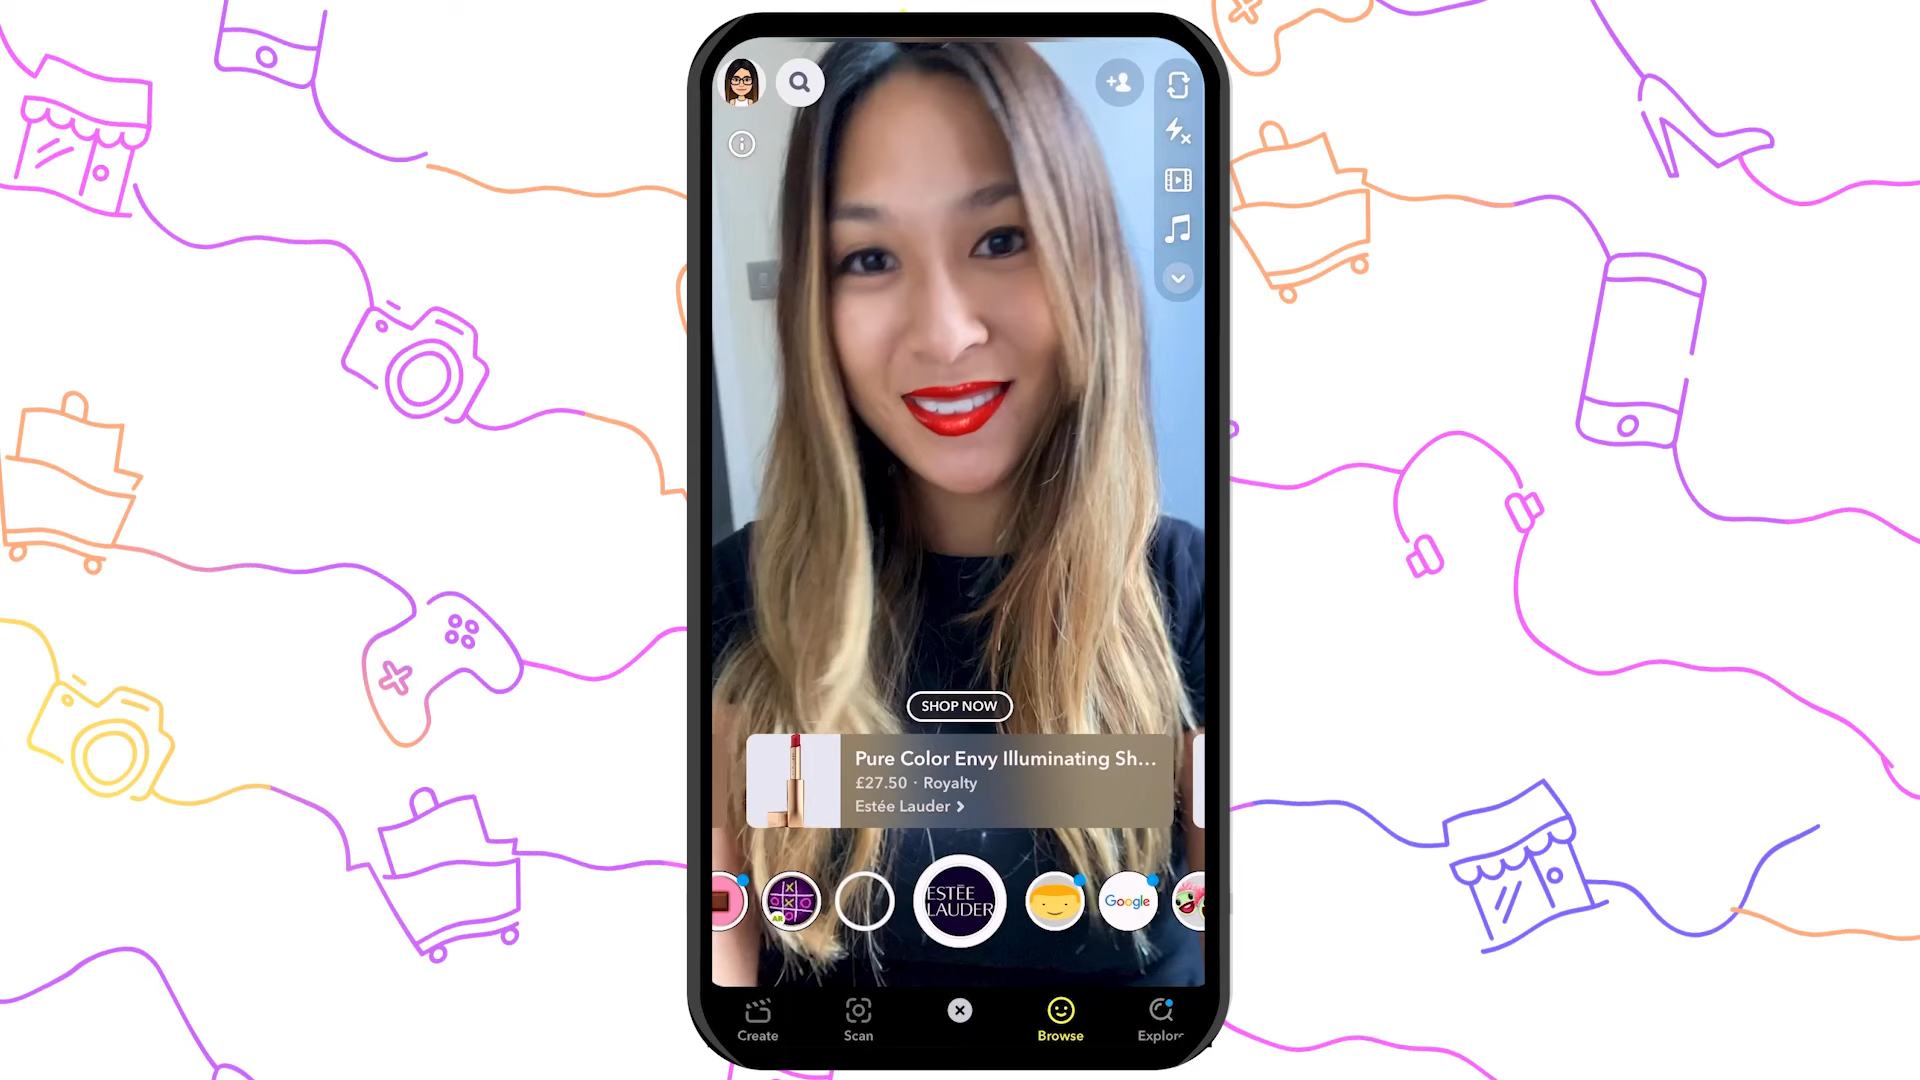 SHOP NOW
Pure Color Envy Illuminating Sh...
£27.50 · Royalty
Estée Lauder
AR
ESTĒE
LAUDER
Google
Create
Scan
Browse
Explore